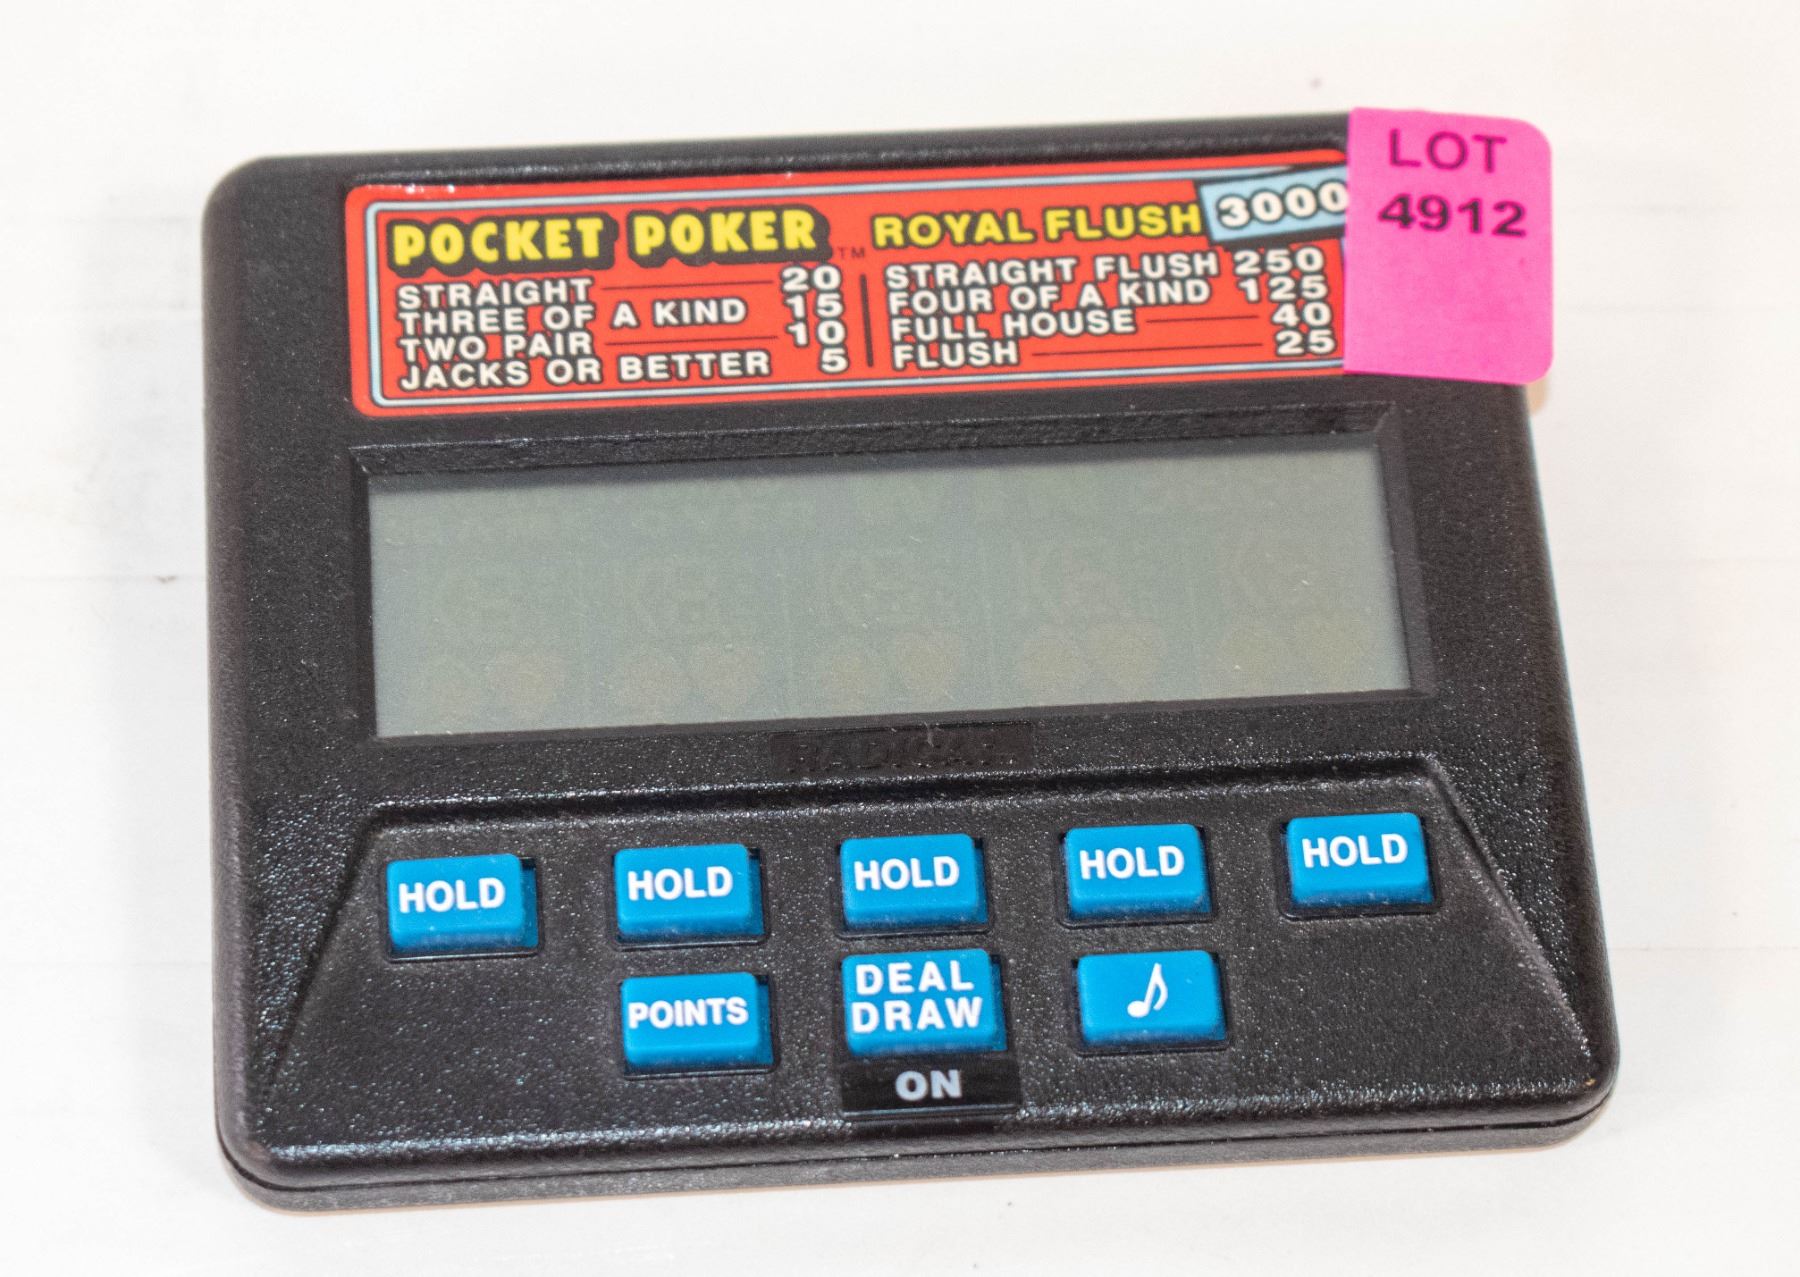 LOT
4912
POCKET POKER™
STRAIGHT 20
THREE OF A KIND 15
TWO PAIR 10
JACKS OR BETTER 5
ROYAL FLUSH 3000
STRAIGHT FLUSH 250
FOUR OF A KIND 125
FULL HOUSE 40
FLUSH 25
RADICA
HOLD HOLD HOLD HOLD HOLD
POINTS
DEAL
DRAW
ON